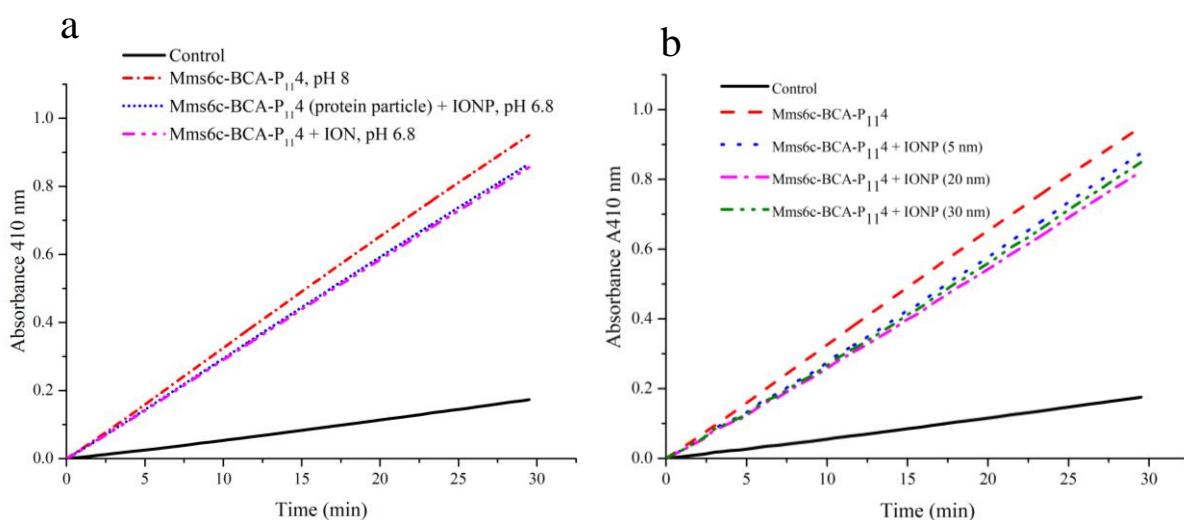 a
Control
Mms6c-BCA-P₁₁4, pH 8
Mms6c-BCA-P₁₁4 (protein particle) + IONP, pH 6.8
Mms6c-BCA-P₁₁4 + ION, pH 6.8
1.0
0.8
0.6
0.4
0.2
0.0
0 5 10 15 20 25 30
Absorbance 410 nm
Time (min)
b
Control
Mms6c-BCA-P₁₁4
Mms6c-BCA-P₁₁4 + IONP (5 nm)
Mms6c-BCA-P₁₁4 + IONP (20 nm)
Mms6c-BCA-P₁₁4 + IONP (30 nm)
1.0
0.8
0.6
0.4
0.2
0.0
0 5 10 15 20 25 30
Absorbance A410 nm
Time (min)